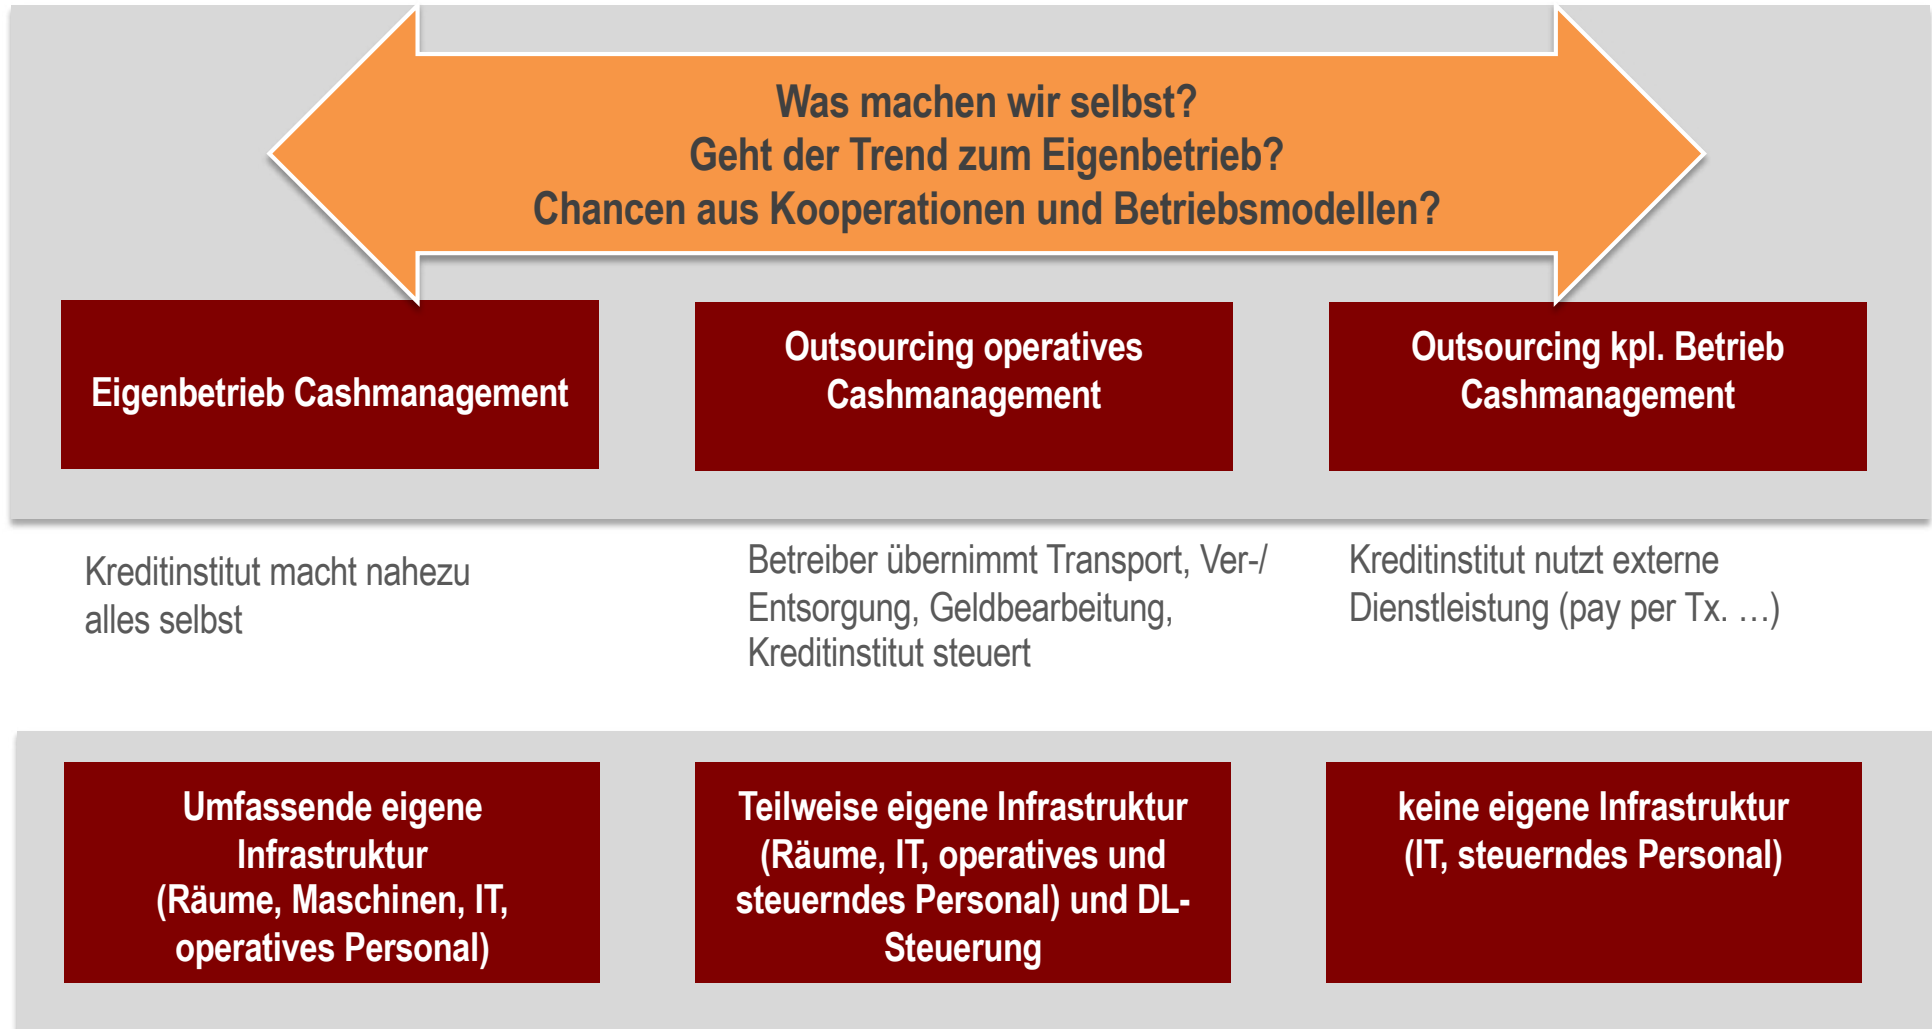 Was machen wir selbst?
Geht der Trend zum Eigenbetrieb?
Chancen aus Kooperationen und Betriebsmodellen?
Eigenbetrieb Cashmanagement
Outsourcing operatives
Cashmanagement
Outsourcing kpl. Betrieb
Cashmanagement
Kreditinstitut macht nahezu
alles selbst
Betreiber übernimmt Transport, Ver-/
Entsorgung, Geldbearbeitung,
Kreditinstitut steuert
Kreditinstitut nutzt externe
Dienstleistung (pay per Tx. …)
Umfassende eigene
Infrastruktur
(Räume, Maschinen, IT,
operatives Personal)
Teilweise eigene Infrastruktur
(Räume, IT, operatives und
steuerndes Personal) und DL-
Steuerung
keine eigene Infrastruktur
(IT, steuerndes Personal)